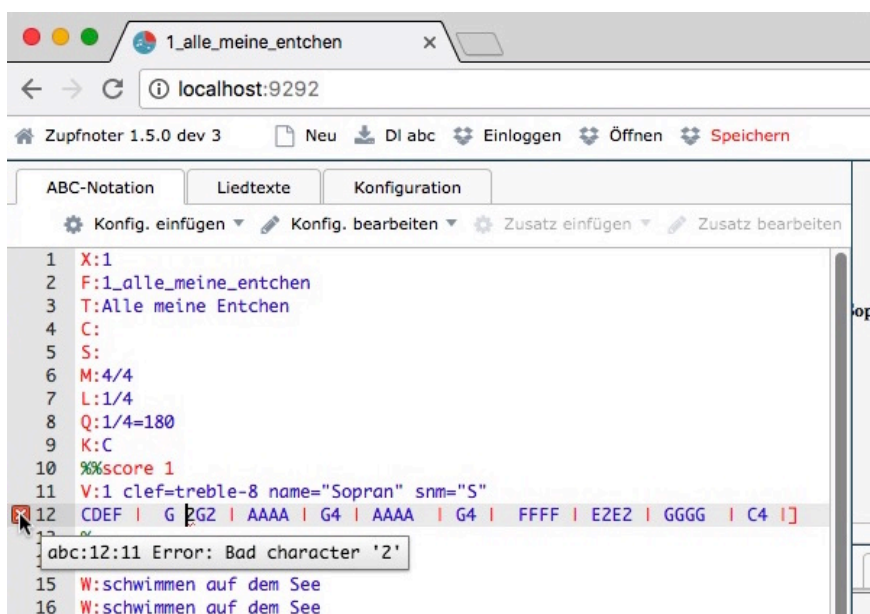 1_alle_meine_entchen
localhost:9292
Zupfnoter 1.5.0 dev 3 Neu Dl abc Einloggen Öffnen Speichern
ABC-Notation Liedtexte Konfiguration
Konfig. einfügen Konfig. bearbeiten Zusatz einfügen Zusatz bearbeiten
1 X:1
2 F:1_alle_meine_entchen
3 T:Alle meine Entchen
4 C:
5 S:
6 M:4/4
7 L:1/4
8 Q:1/4=180
9 K:C
10 %%score 1
11 V:1 clef=treble-8 name="Sopran" snm="S"
12 CDEF | G 2G2 | AAAA | G4 | AAAA | G4 | FFFF | E2E2 | GGGG | C4 |]
abc:12:11 Error: Bad character '2'
15 W:schwimmen auf dem See
16 W:schwimmen auf dem See